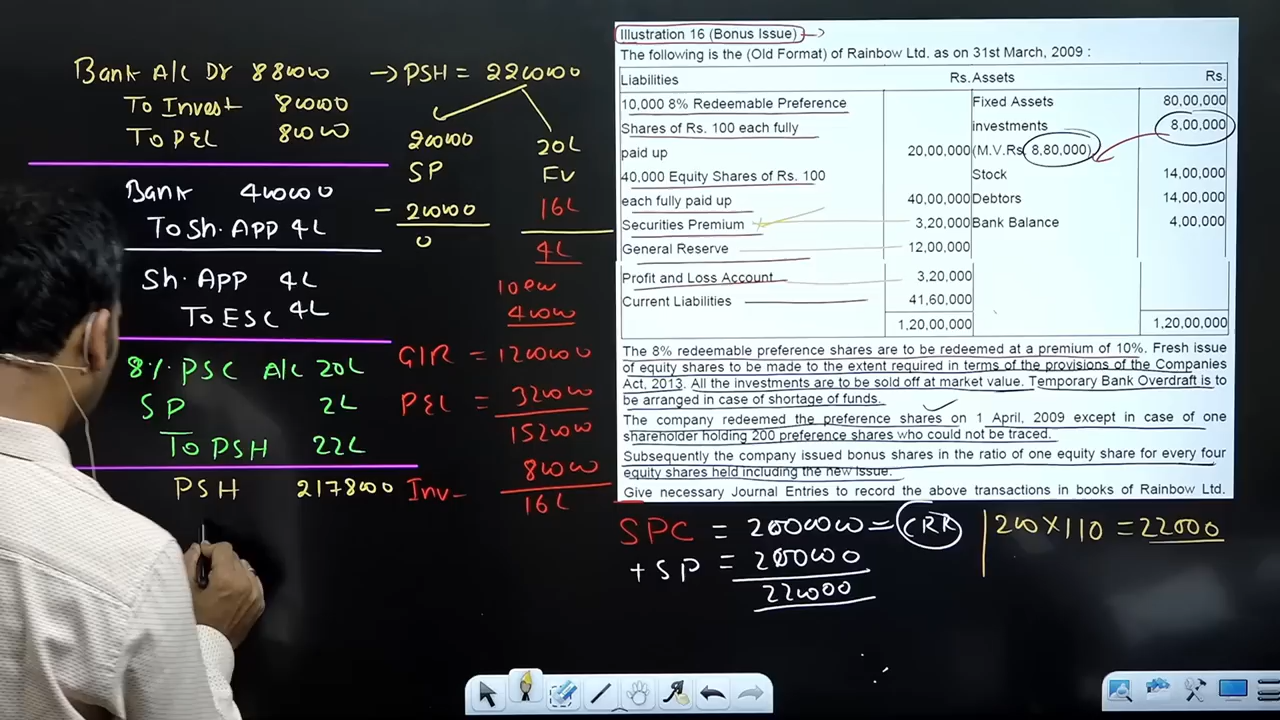 Bank A/C Dr 880000
To Invest 800000
To P&L 80000
Bank 400000
To Sh. APP 4L
Sh. APP 4L
To ESC 4L
8%. PSC A/C 20L
SP 2L
To PSH 22L
PSH 2178000
→ PSH = 2200000
200000 20L
SP FV
- 200000 16L
0 4L
100 ew
40000
GR = 1200000
P&L = 320000
1520000
80000
Inv- 16L
Illustration 16 (Bonus Issue) →
The following is the (Old Format) of Rainbow Ltd. as on 31st March, 2009 :
Liabilities Rs. Assets Rs.
10,000 8% Redeemable Preference Fixed Assets 80,00,000
Shares of Rs. 100 each fully investments 8,00,000
paid up 20,00,000 (M.V.Rs. 8,80,000)
40,000 Equity Shares of Rs. 100 Stock 14,00,000
each fully paid up 40,00,000 Debtors 14,00,000
Securities Premium 3,20,000 Bank Balance 4,00,000
General Reserve 12,00,000
Profit and Loss Account 3,20,000
Current Liabilities 41,60,000
1,20,00,000 1,20,00,000
The 8% redeemable preference shares are to be redeemed at a premium of 10%. Fresh issue
of equity shares to be made to the extent required in terms of the provisions of the Companies
Act, 2013. All the investments are to be sold off at market value. Temporary Bank Overdraft is to
be arranged in case of shortage of funds.
The company redeemed the preference shares on 1 April, 2009 except in case of one
shareholder holding 200 preference shares who could not be traced.
Subsequently the company issued bonus shares in the ratio of one equity share for every four
equity shares held including the new issue.
Give necessary Journal Entries to record the above transactions in books of Rainbow Ltd.
SPC = 2000000 = CRR
+ SP = 200000
220000
200 X 110 = 22000